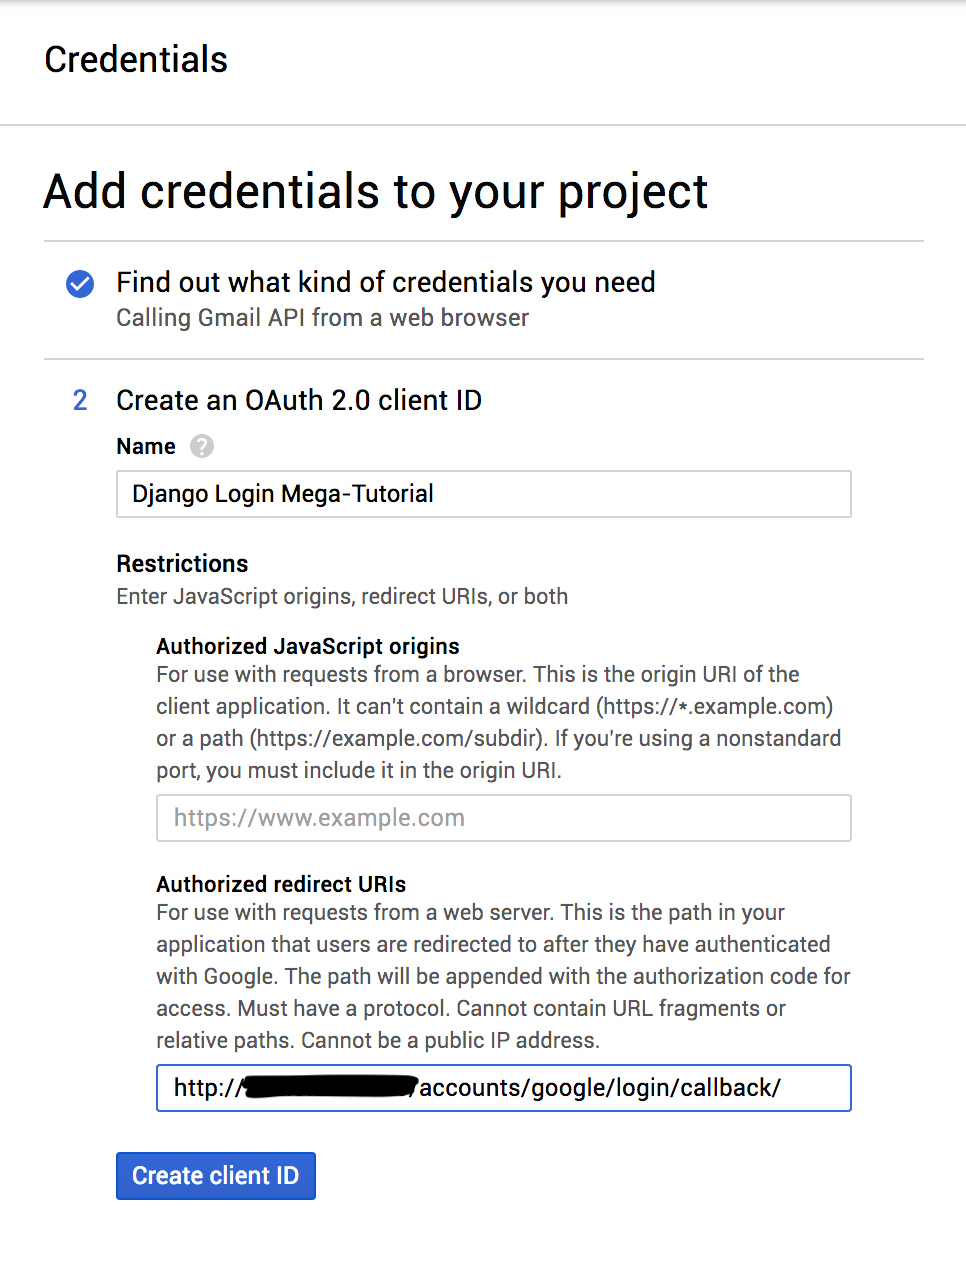 Credentials
Add credentials to your project
Find out what kind of credentials you need
Calling Gmail API from a web browser
2 Create an OAuth 2.0 client ID
Name ?
Django Login Mega-Tutorial
Restrictions
Enter JavaScript origins, redirect URIs, or both
Authorized JavaScript origins
For use with requests from a browser. This is the origin URI of the
client application. It can't contain a wildcard (https://*.example.com)
or a path (https://example.com/subdir). If you're using a nonstandard
port, you must include it in the origin URI.
https://www.example.com
Authorized redirect URIs
For use with requests from a web server. This is the path in your
application that users are redirected to after they have authenticated
with Google. The path will be appended with the authorization code for
access. Must have a protocol. Cannot contain URL fragments or
relative paths. Cannot be a public IP address.
http:// /accounts/google/login/callback/
Create client ID